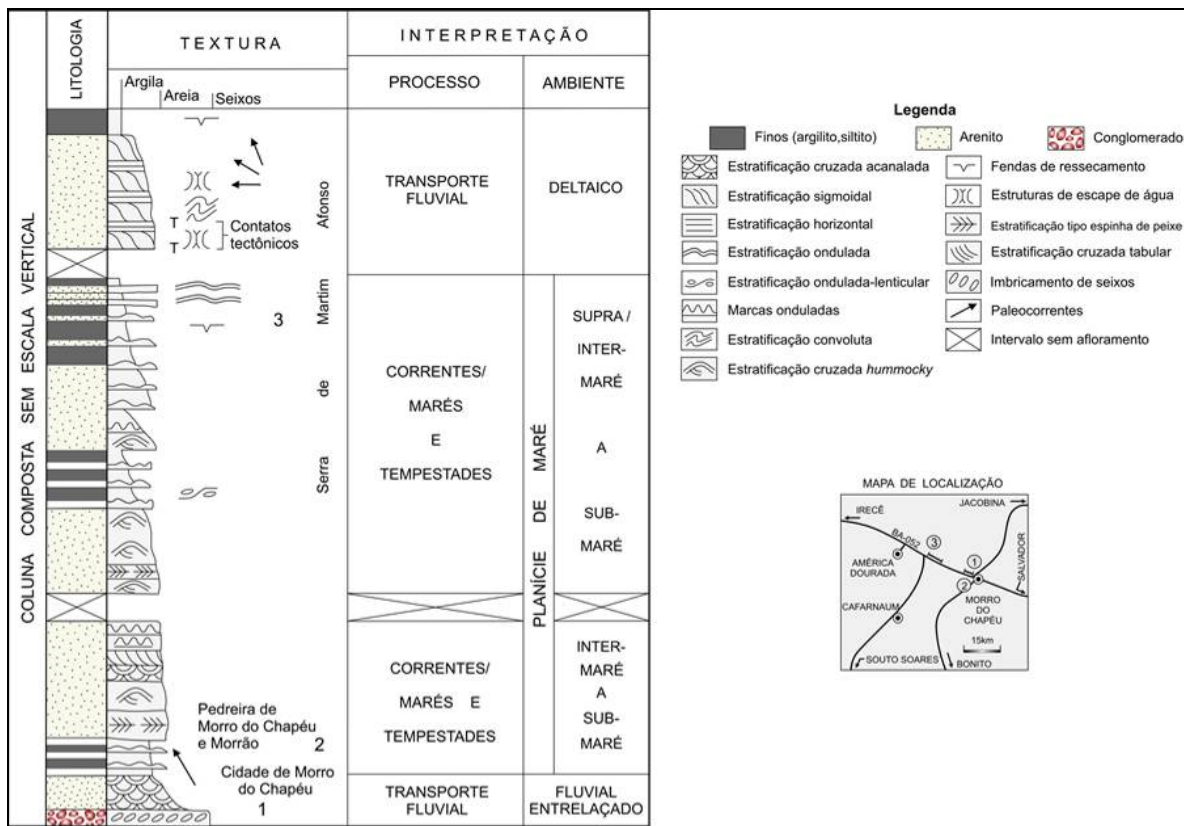 COLUNA COMPOSTA SEM ESCALA VERTICAL
LITOLOGIA
TEXTURA
Argila
Areia
Seixos
INTERPRETAÇÃO
PROCESSO
AMBIENTE
T
T
Contatos
tectônicos
Serra de Martim Afonso
TRANSPORTE
FLUVIAL
DELTAICO
3
CORRENTES/
MARÉS
E
TEMPESTADES
PLANÍCIE DE MARÉ
SUPRA /
INTER-
MARÉ
A
SUB-
MARÉ
Pedreira de
Morro do Chapéu
e Morrão 2
CORRENTES/
MARÉS E
TEMPESTADES
INTER-
MARÉ
A
SUB-
MARÉ
Cidade de Morro
do Chapéu
1
TRANSPORTE
FLUVIAL
FLUVIAL
ENTRELAÇADO
Legenda
Finos (argilito,siltito)
Arenito
Conglomerado
Estratificação cruzada acanalada
Fendas de ressecamento
Estratificação sigmoidal
Estruturas de escape de água
Estratificação horizontal
Estratificação tipo espinha de peixe
Estratificação ondulada
Estratificação cruzada tabular
Estratificação ondulada-lenticular
Imbricamento de seixos
Marcas onduladas
Paleocorrentes
Estratificação convoluta
Intervalo sem afloramento
Estratificação cruzada hummocky
MAPA DE LOCALIZAÇÃO
JACOBINA
IRECÊ
BA-052
3
1
SALVADOR
AMÉRICA
DOURADA
2
MORRO
DO
CHAPÉU
CAFARNAUM
15km
SOUTO SOARES
BONITO